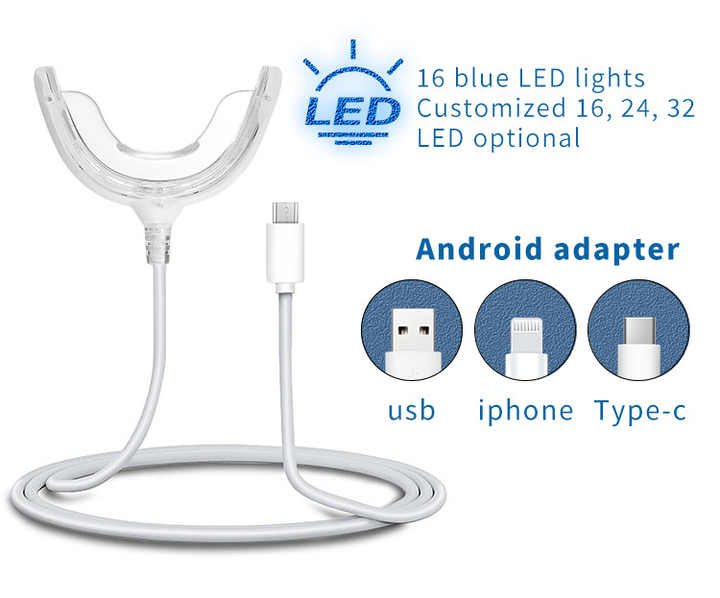 LED
16 blue LED lights
Customized 16, 24, 32
LED optional
Android adapter
usb
iphone
Type-c